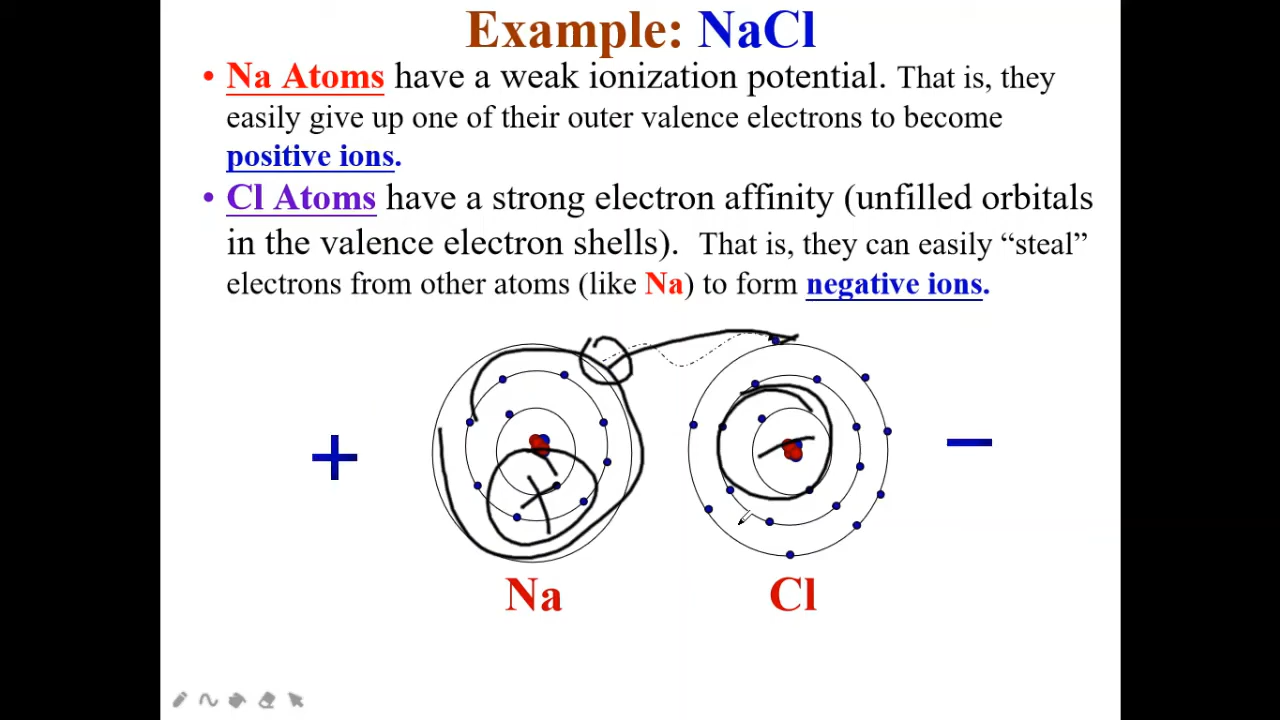 Example: NaCl
• Na Atoms have a weak ionization potential. That is, they
easily give up one of their outer valence electrons to become
positive ions.
• Cl Atoms have a strong electron affinity (unfilled orbitals
in the valence electron shells). That is, they can easily “steal”
electrons from other atoms (like Na) to form negative ions.
+ −
+ −
Na Cl